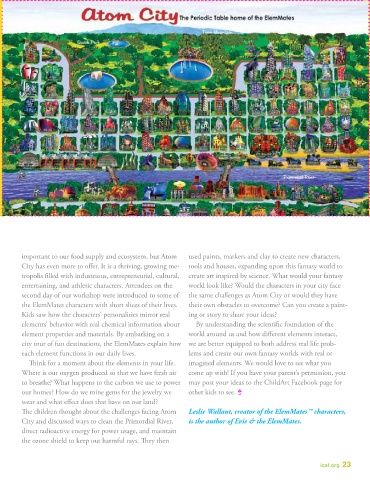 Atom City The Periodic Table home of the ElemMates
Primordial River
important to our food supply and ecosystem, but Atom
City has even more to offer. It is a thriving, growing me-
tropolis filled with industrious, entrepreneurial, cultural,
entertaining, and athletic characters. Attendees on the
second day of our workshop were introduced to some of
the ElemMates characters with short slices of their lives.
Kids saw how the characters' personalities mirror real
elements' behavior with real chemical information about
element properties and materials. By embarking on a
city tour of fun destinations, the ElemMates explain how
each element functions in our daily lives.
Think for a moment about the elements in your life.
Where is our oxygen produced so that we have fresh air
to breathe? What happens to the carbon we use to power
our homes? How do we mine gems for the jewelry we
wear and what effect does that have on our land?
The children thought about the challenges facing Atom
City and discussed ways to clean the Primordial River,
direct radioactive energy for power usage, and maintain
the ozone shield to keep out harmful rays. They then
used paints, markers and clay to create new characters,
tools and houses, expanding upon this fantasy world to
create art inspired by science. What would your fantasy
world look like? Would the characters in your city face
the same challenges as Atom City or would they have
their own obstacles to overcome? Can you create a paint-
ing or story to share your ideas?
By understanding the scientific foundation of the
world around us and how different elements interact,
we are better equipped to both address real life prob-
lems and create our own fantasy worlds with real or
imagined elements. We would love to see what you
come up with! If you have your parent's permission, you
may post your ideas to the ChildArt Facebook page for
other kids to see.
Leslie Wallant, creator of the ElemMates™ characters,
is the author of Evie & the ElemMates.
icaf.org 23